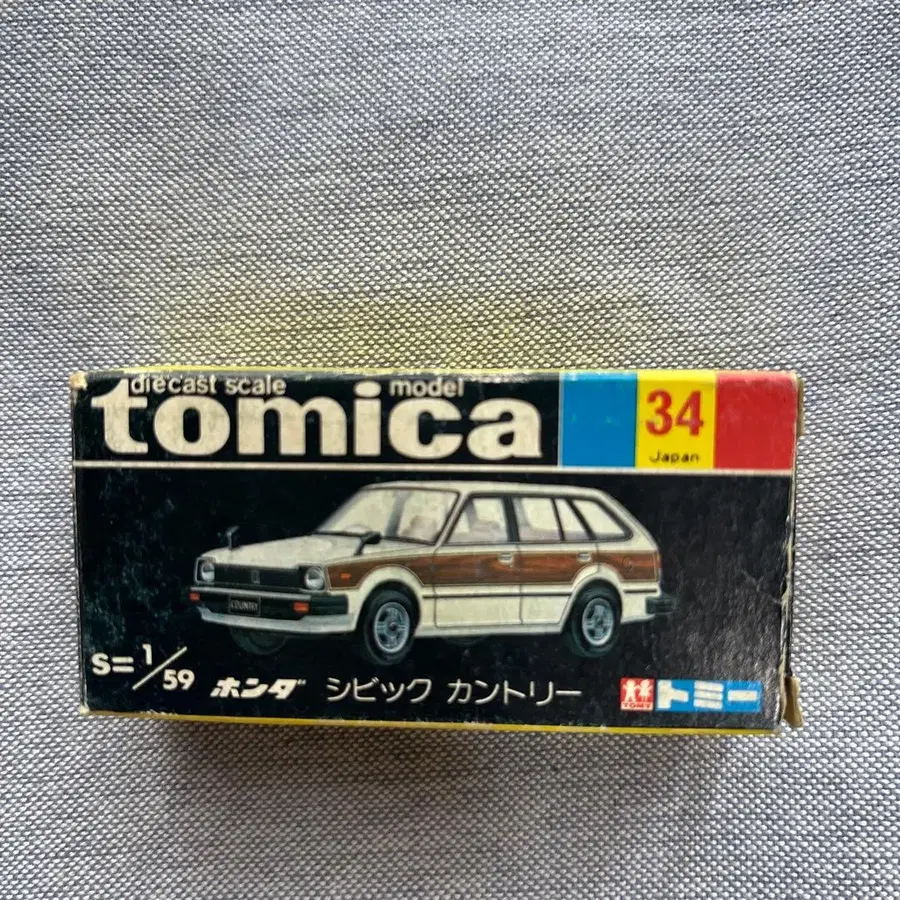 diecast scale model
tomica
34
Japan
COUNTRY
S=1/59 ホンダ シビック カントリー
TOMY トミー